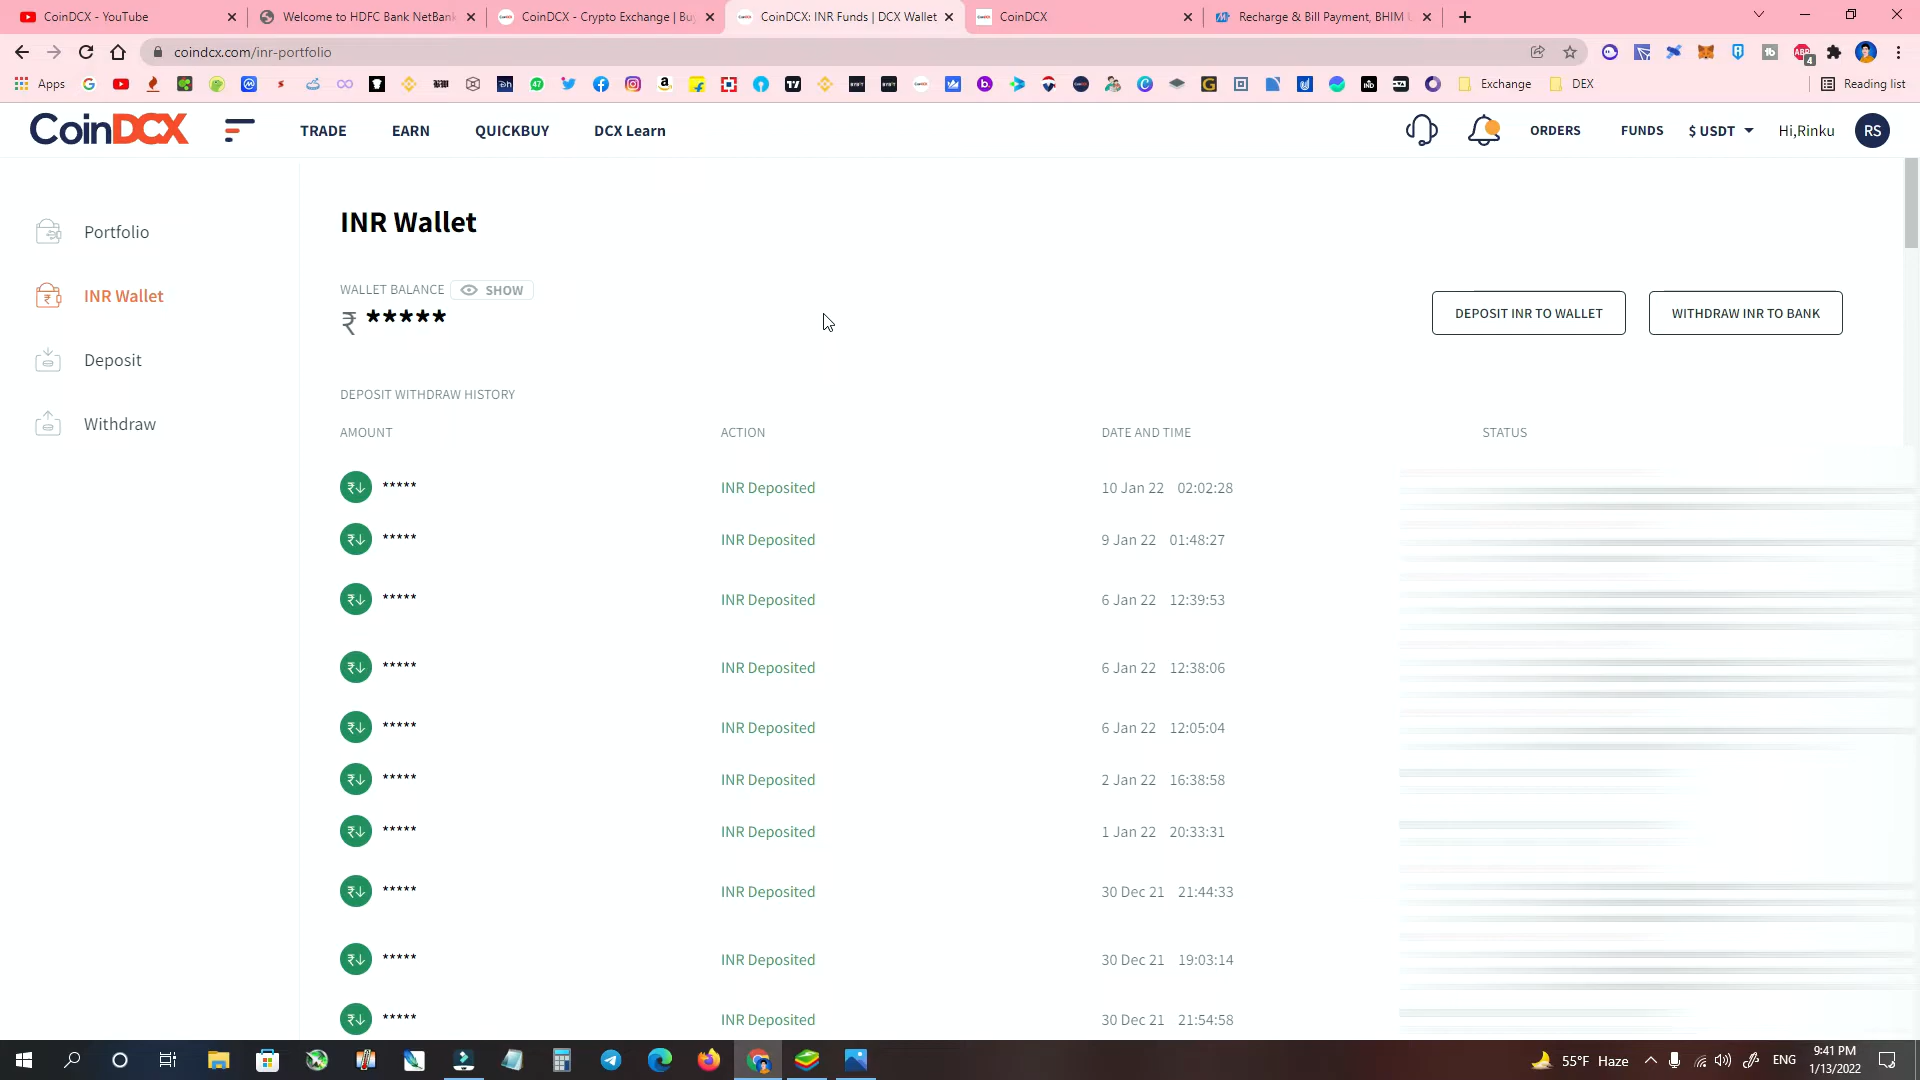 CoinDCX - YouTube
Welcome to HDFC Bank NetBank
CoinDCX - Crypto Exchange | Bu
CoinDCX: INR Funds | DCX Wallet
CoinDCX
Recharge & Bill Payment, BHIM U
coindcx.com/inr-portfolio
Apps
Exchange
DEX
Reading list
CoinDCX
TRADE
EARN
QUICKBUY
DCX Learn
ORDERS
FUNDS
$ USDT
Hi,Rinku
RS
Portfolio
INR Wallet
Deposit
Withdraw
INR Wallet
WALLET BALANCE
SHOW
₹ *****
DEPOSIT INR TO WALLET
WITHDRAW INR TO BANK
DEPOSIT WITHDRAW HISTORY
AMOUNT ACTION DATE AND TIME STATUS
***** INR Deposited 10 Jan 22 02:02:28
***** INR Deposited 9 Jan 22 01:48:27
***** INR Deposited 6 Jan 22 12:39:53
***** INR Deposited 6 Jan 22 12:38:06
***** INR Deposited 6 Jan 22 12:05:04
***** INR Deposited 2 Jan 22 16:38:58
***** INR Deposited 1 Jan 22 20:33:31
***** INR Deposited 30 Dec 21 21:44:33
***** INR Deposited 30 Dec 21 19:03:14
***** INR Deposited 30 Dec 21 21:54:58
55°F Haze
ENG
9:41 PM
1/13/2022